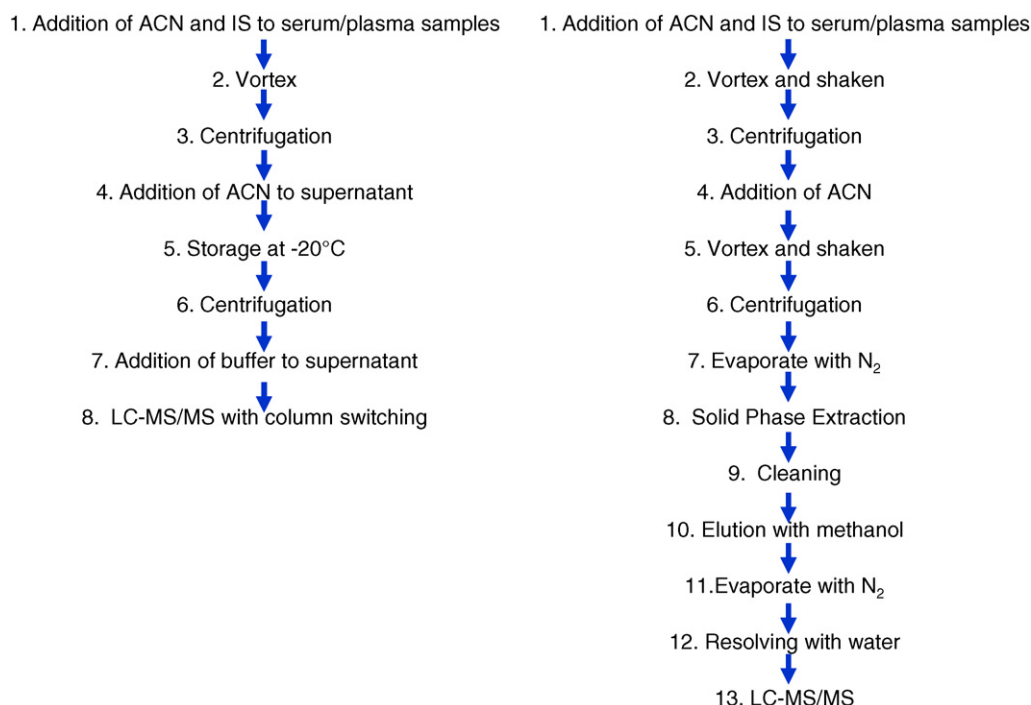 1. Addition of ACN and IS to serum/plasma samples
2. Vortex
3. Centrifugation
4. Addition of ACN to supernatant
5. Storage at -20°C
6. Centrifugation
7. Addition of buffer to supernatant
8. LC-MS/MS with column switching
1. Addition of ACN and IS to serum/plasma samples
2. Vortex and shaken
3. Centrifugation
4. Addition of ACN
5. Vortex and shaken
6. Centrifugation
7. Evaporate with N₂
8. Solid Phase Extraction
9. Cleaning
10. Elution with methanol
11.Evaporate with N₂
12. Resolving with water
13. LC-MS/MS